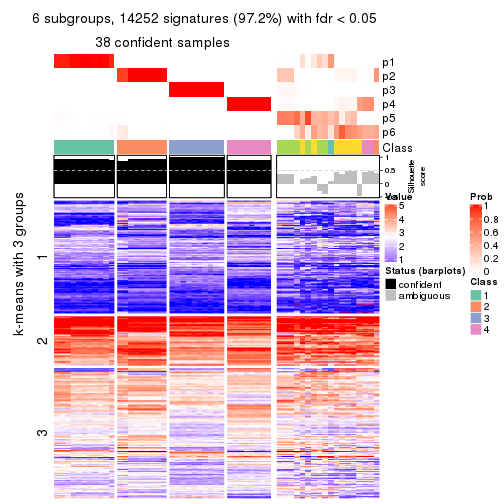 6 subgroups, 14252 signatures (97.2%) with fdr < 0.05
38 confident samples
p1
p2
p3
p4
p5
p6
Class
1
0.5
0
Silhouette
score
k-means with 3 groups
1
2
3
Value
5
4
3
2
1
Status (barplots)
confident
ambiguous
Prob
1
0.8
0.6
0.4
0.2
0
Class
1
2
3
4